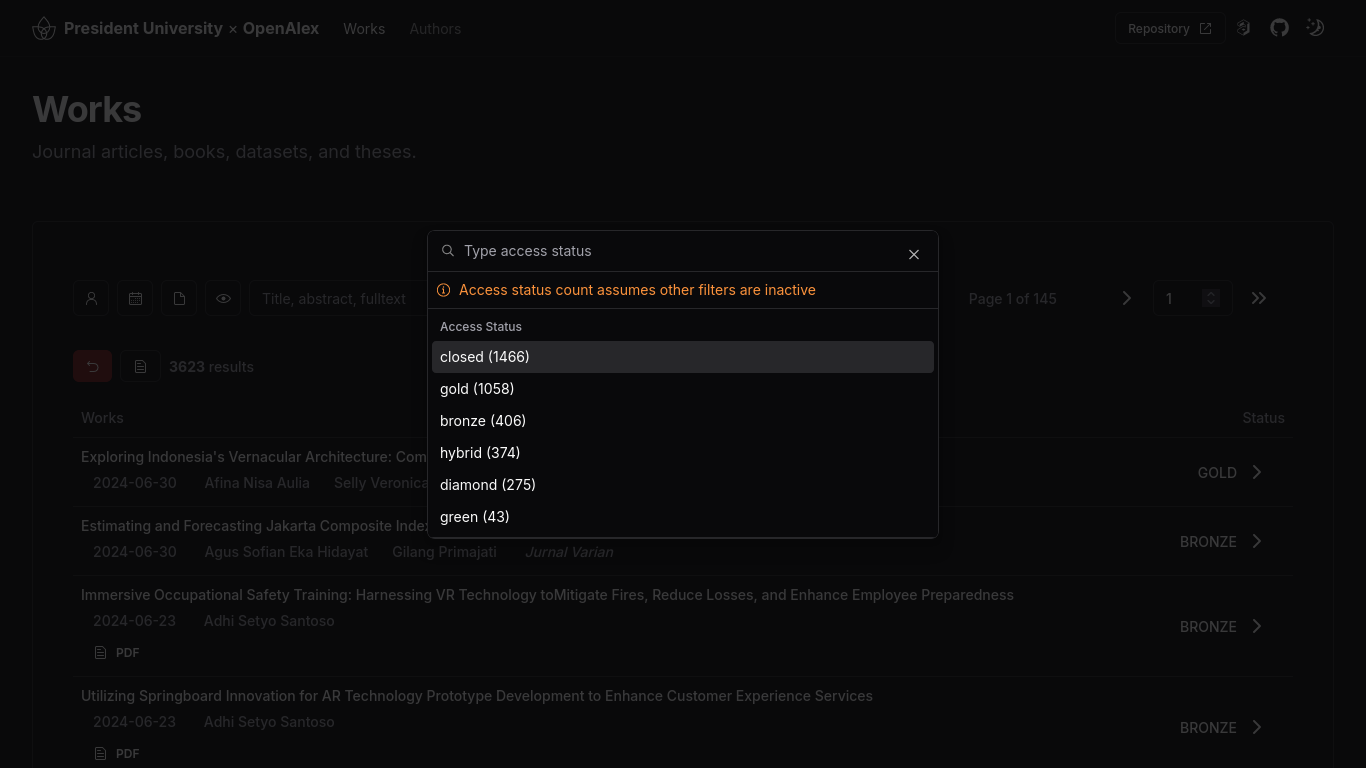 President University × OpenAlex Works Authors Repository
Works
Journal articles, books, datasets, and theses.
Type access status
Access status count assumes other filters are inactive
Title, abstract, fulltext
Page 1 of 145
1
Access Status
closed (1466)
gold (1058)
bronze (406)
hybrid (374)
diamond (275)
green (43)
3623 results
Works Status
Exploring Indonesia's Vernacular Architecture: Com
2024-06-30 Afina Nisa Aulia Selly Veronica
GOLD
Estimating and Forecasting Jakarta Composite Index
2024-06-30 Agus Sofian Eka Hidayat Gilang Primajati Jurnal Varian
BRONZE
Immersive Occupational Safety Training: Harnessing VR Technology toMitigate Fires, Reduce Losses, and Enhance Employee Preparedness
2024-06-23 Adhi Setyo Santoso
BRONZE
PDF
Utilizing Springboard Innovation for AR Technology Prototype Development to Enhance Customer Experience Services
2024-06-23 Adhi Setyo Santoso
BRONZE
PDF